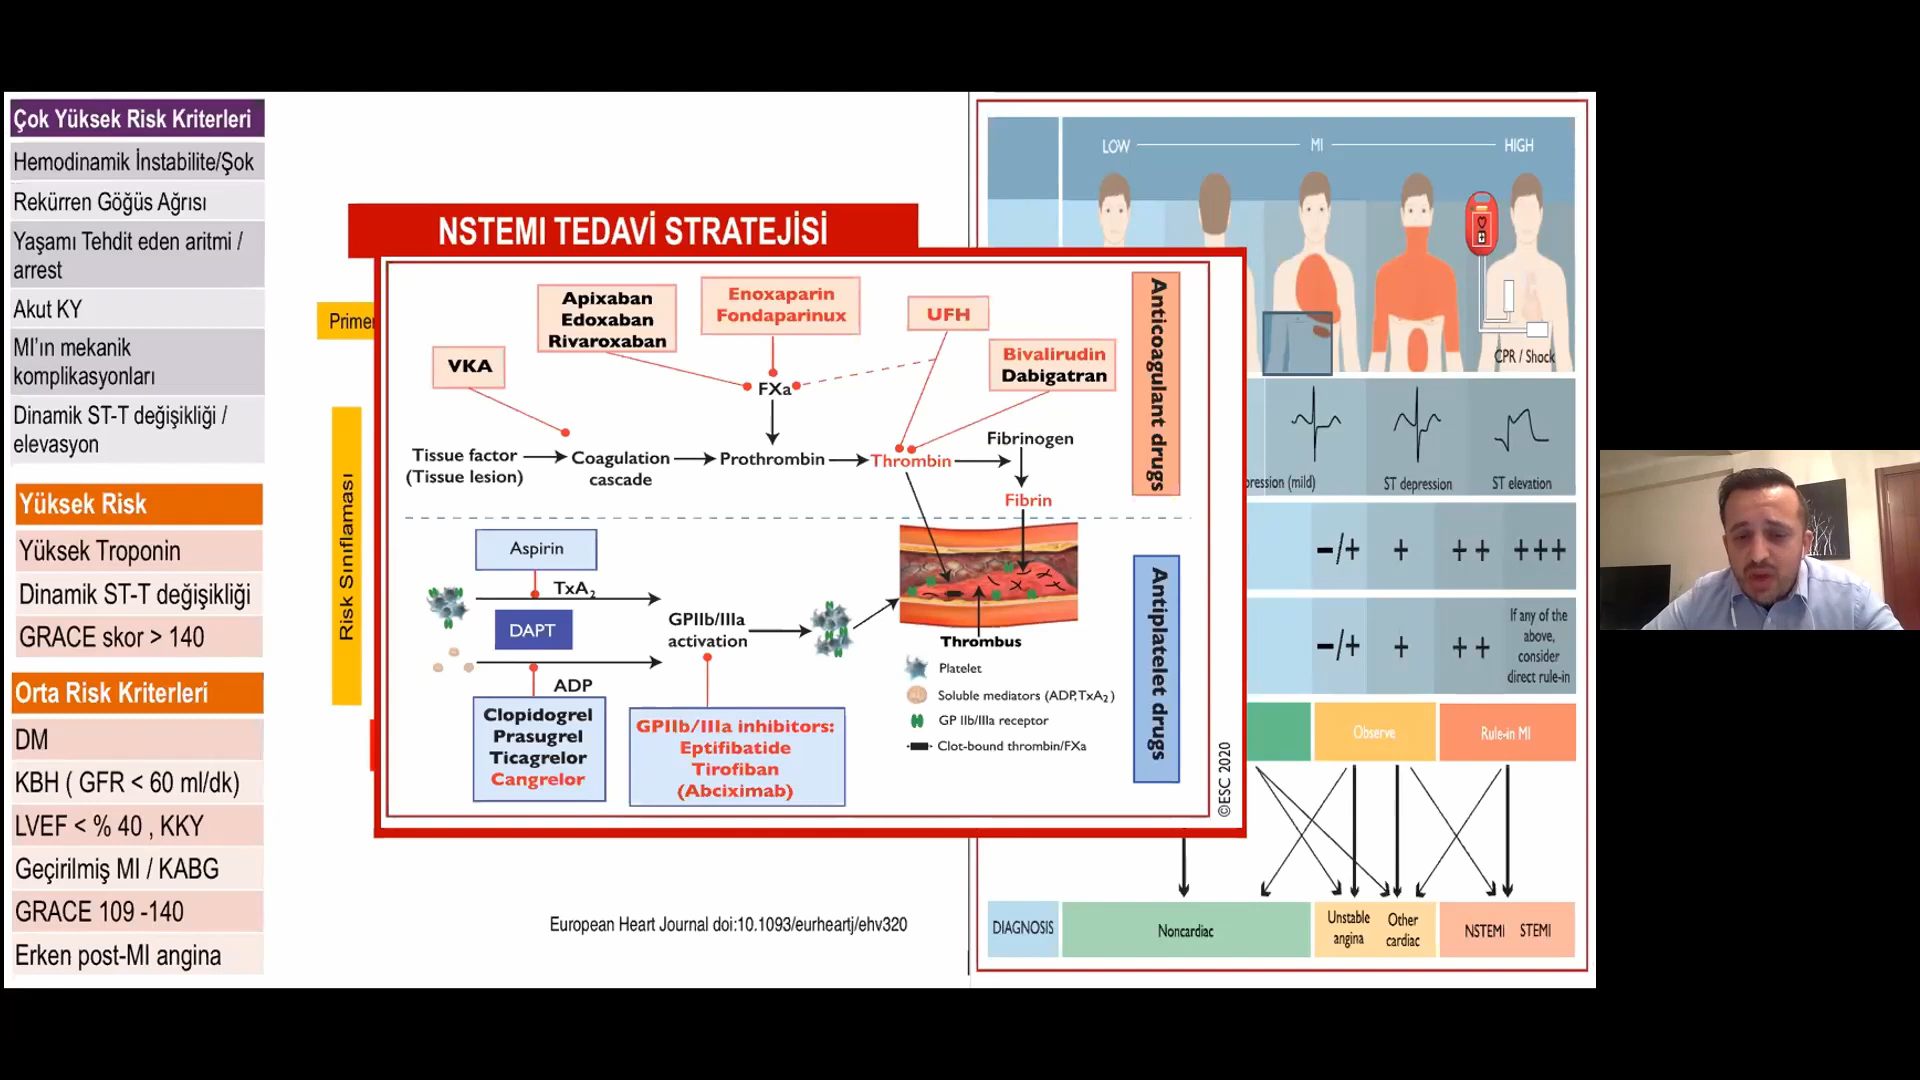 Çok Yüksek Risk Kriterleri
Hemodinamik İnstabilite/Şok
Rekürren Göğüs Ağrısı
Yaşamı Tehdit eden aritmi /
arrest
Akut KY
MI'ın mekanik
komplikasyonları
Dinamik ST-T değişikliği /
elevasyon
Yüksek Risk
Yüksek Troponin
Dinamik ST-T değişikliği
GRACE skor > 140
Orta Risk Kriterleri
DM
KBH ( GFR < 60 ml/dk)
LVEF < % 40 , KKY
Geçirilmiş MI / KABG
GRACE 109 -140
Erken post-MI angina
NSTEMI TEDAVİ STRATEJİSİ
Primer
Risk Sınıflaması
Apixaban
Edoxaban
Rivaroxaban
Enoxaparin
Fondaparinux
UFH
VKA
Bivalirudin
Dabigatran
FXa
Tissue factor
(Tissue lesion)
Coagulation
cascade
Prothrombin
Thrombin
Fibrinogen
Fibrin
Anticoagulant drugs
Aspirin
TxA2
DAPT
ADP
GPIIb/IIIa
activation
Clopidogrel
Prasugrel
Ticagrelor
Cangrelor
GPIIb/IIIa inhibitors:
Eptifibatide
Tirofiban
(Abciximab)
Thrombus
Platelet
Soluble mediators (ADP,TxA2)
GP IIb/IIIa receptor
Clot-bound thrombin/FXa
Antiplatelet drugs
©ESC 2020
European Heart Journal doi:10.1093/eurheartj/ehv320
LOW
MI
HIGH
CPR / Shock
pression (mild)
ST depression
ST elevation
−/+
+
++
+++
−/+
+
++
If any of the
above,
consider
direct rule-in
Observe
Rule-in MI
DIAGNOSIS
Noncardiac
Unstable
angina
Other
cardiac
NSTEMI
STEMI